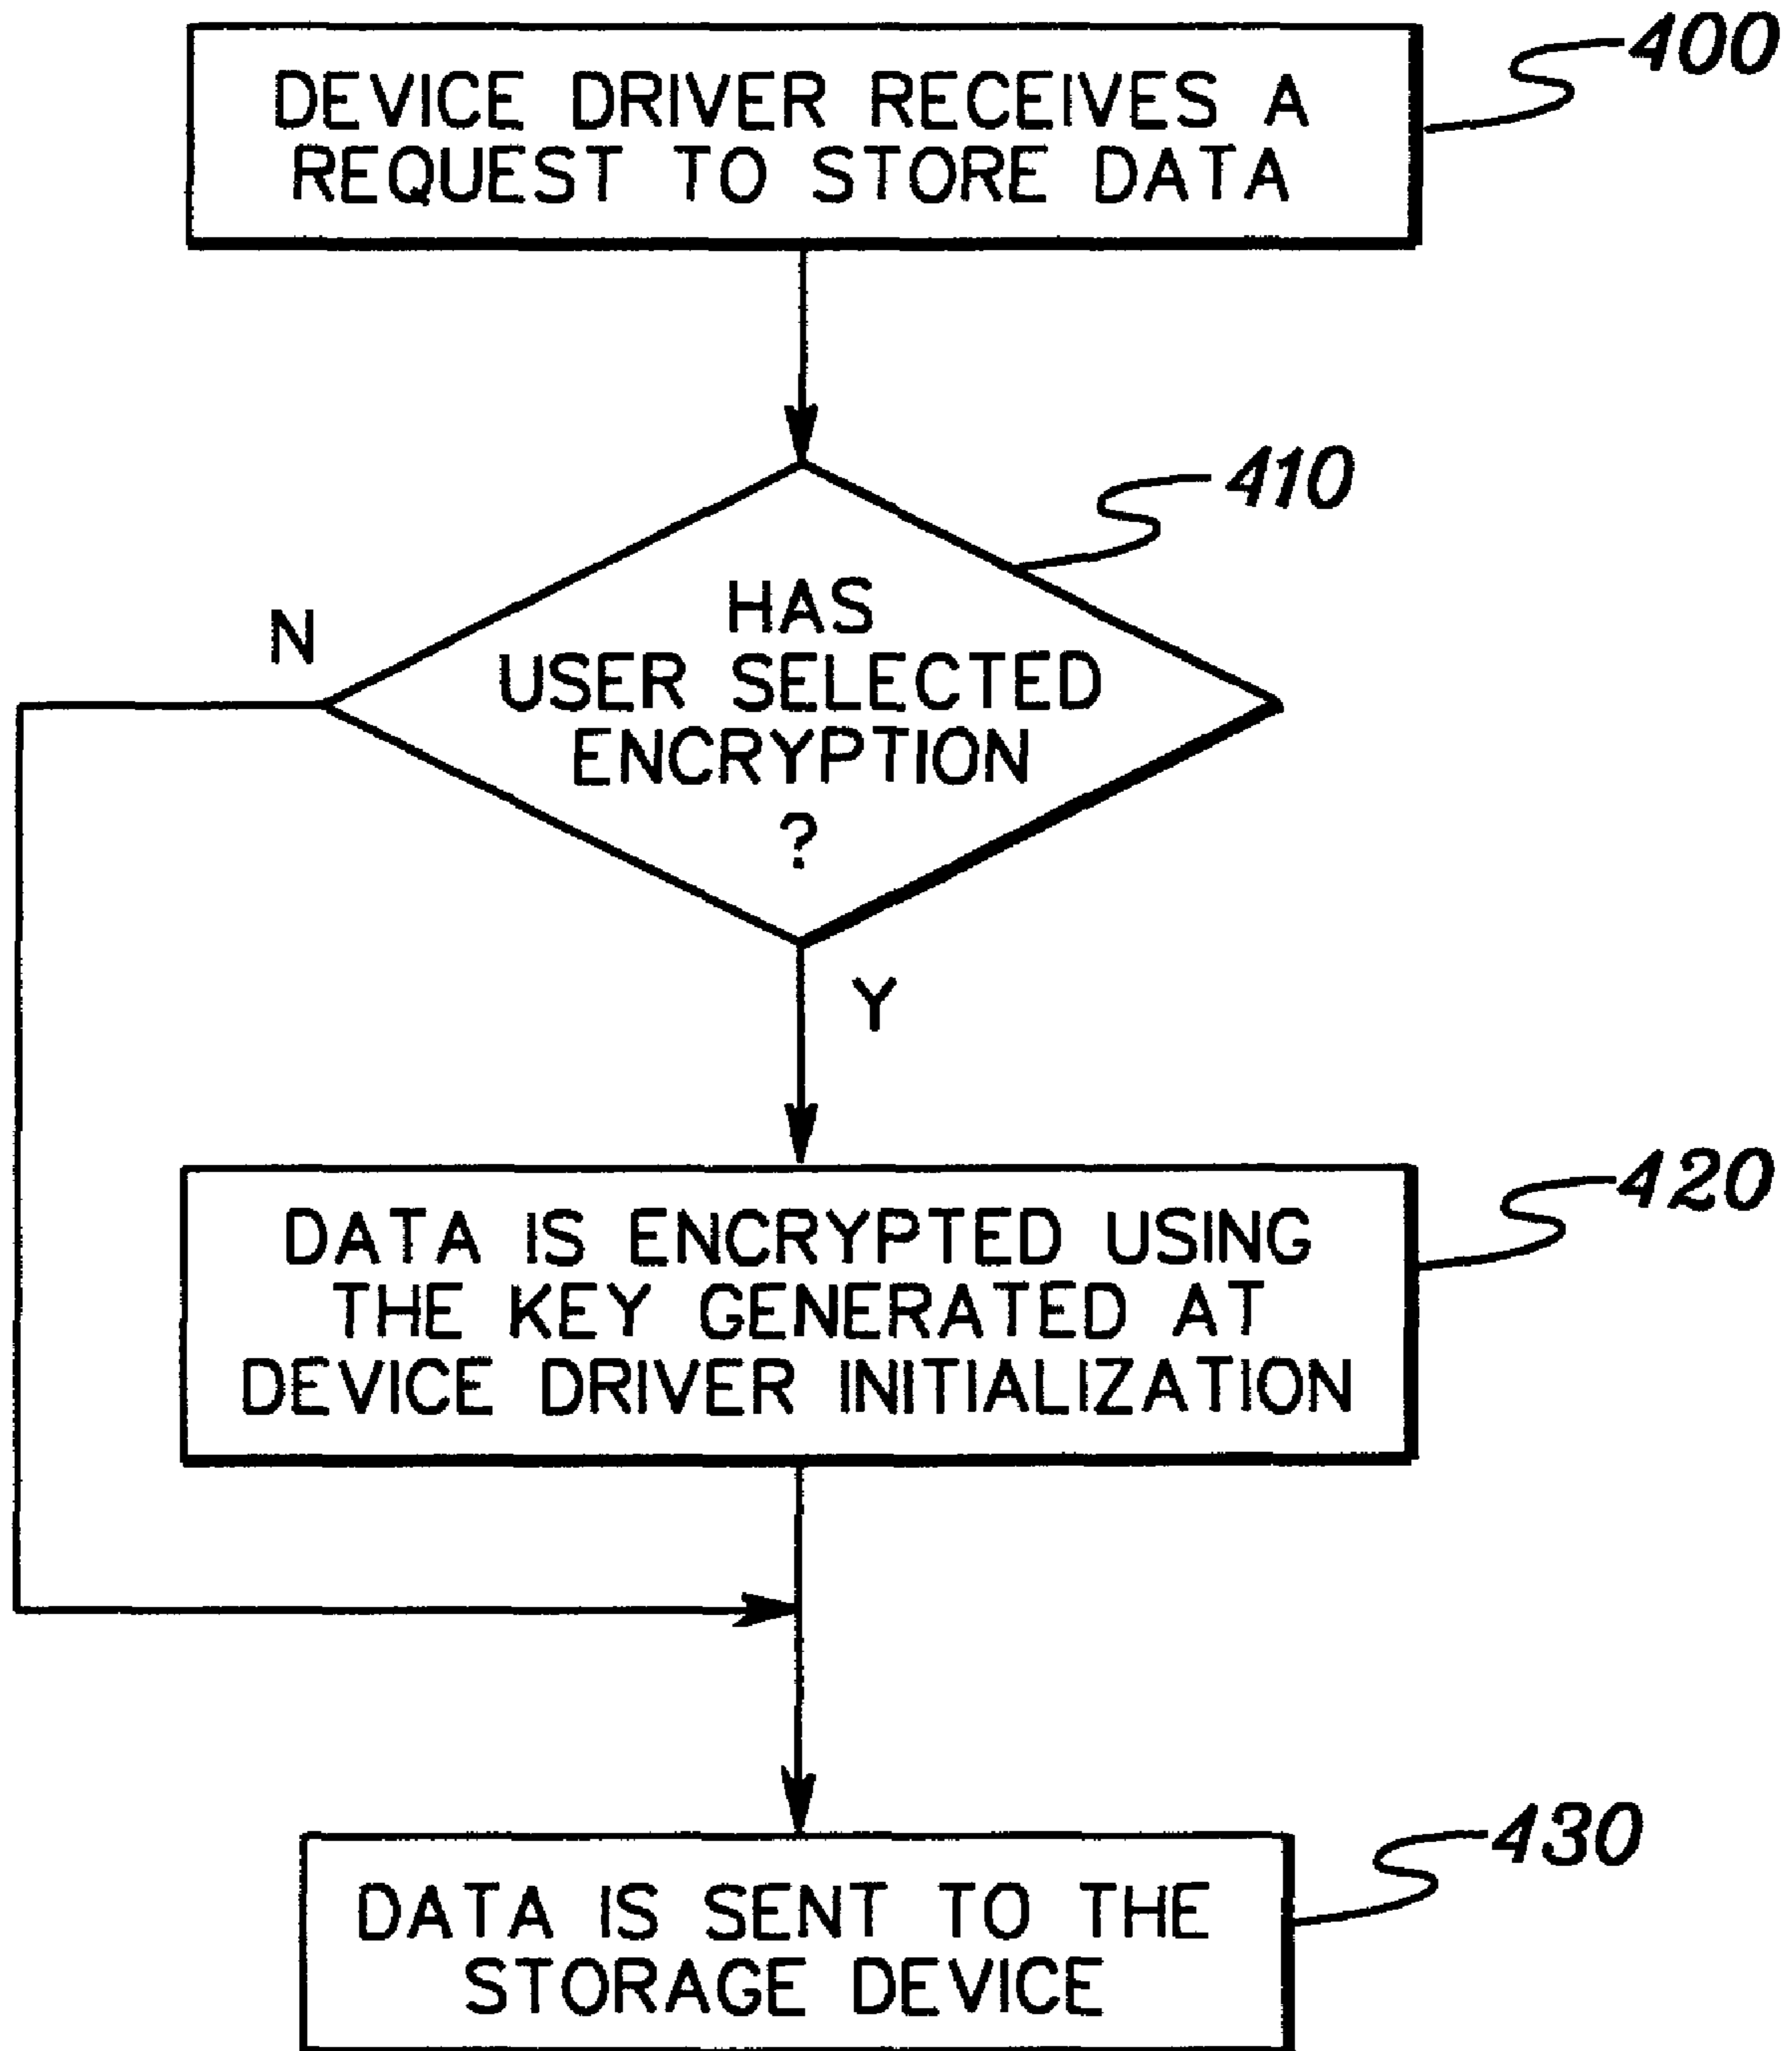 400
DEVICE DRIVER RECEIVES A
REQUEST TO STORE DATA
410
HAS
USER SELECTED
ENCRYPTION
?
N
Y
420
DATA IS ENCRYPTED USING
THE KEY GENERATED AT
DEVICE DRIVER INITIALIZATION
430
DATA IS SENT TO THE
STORAGE DEVICE